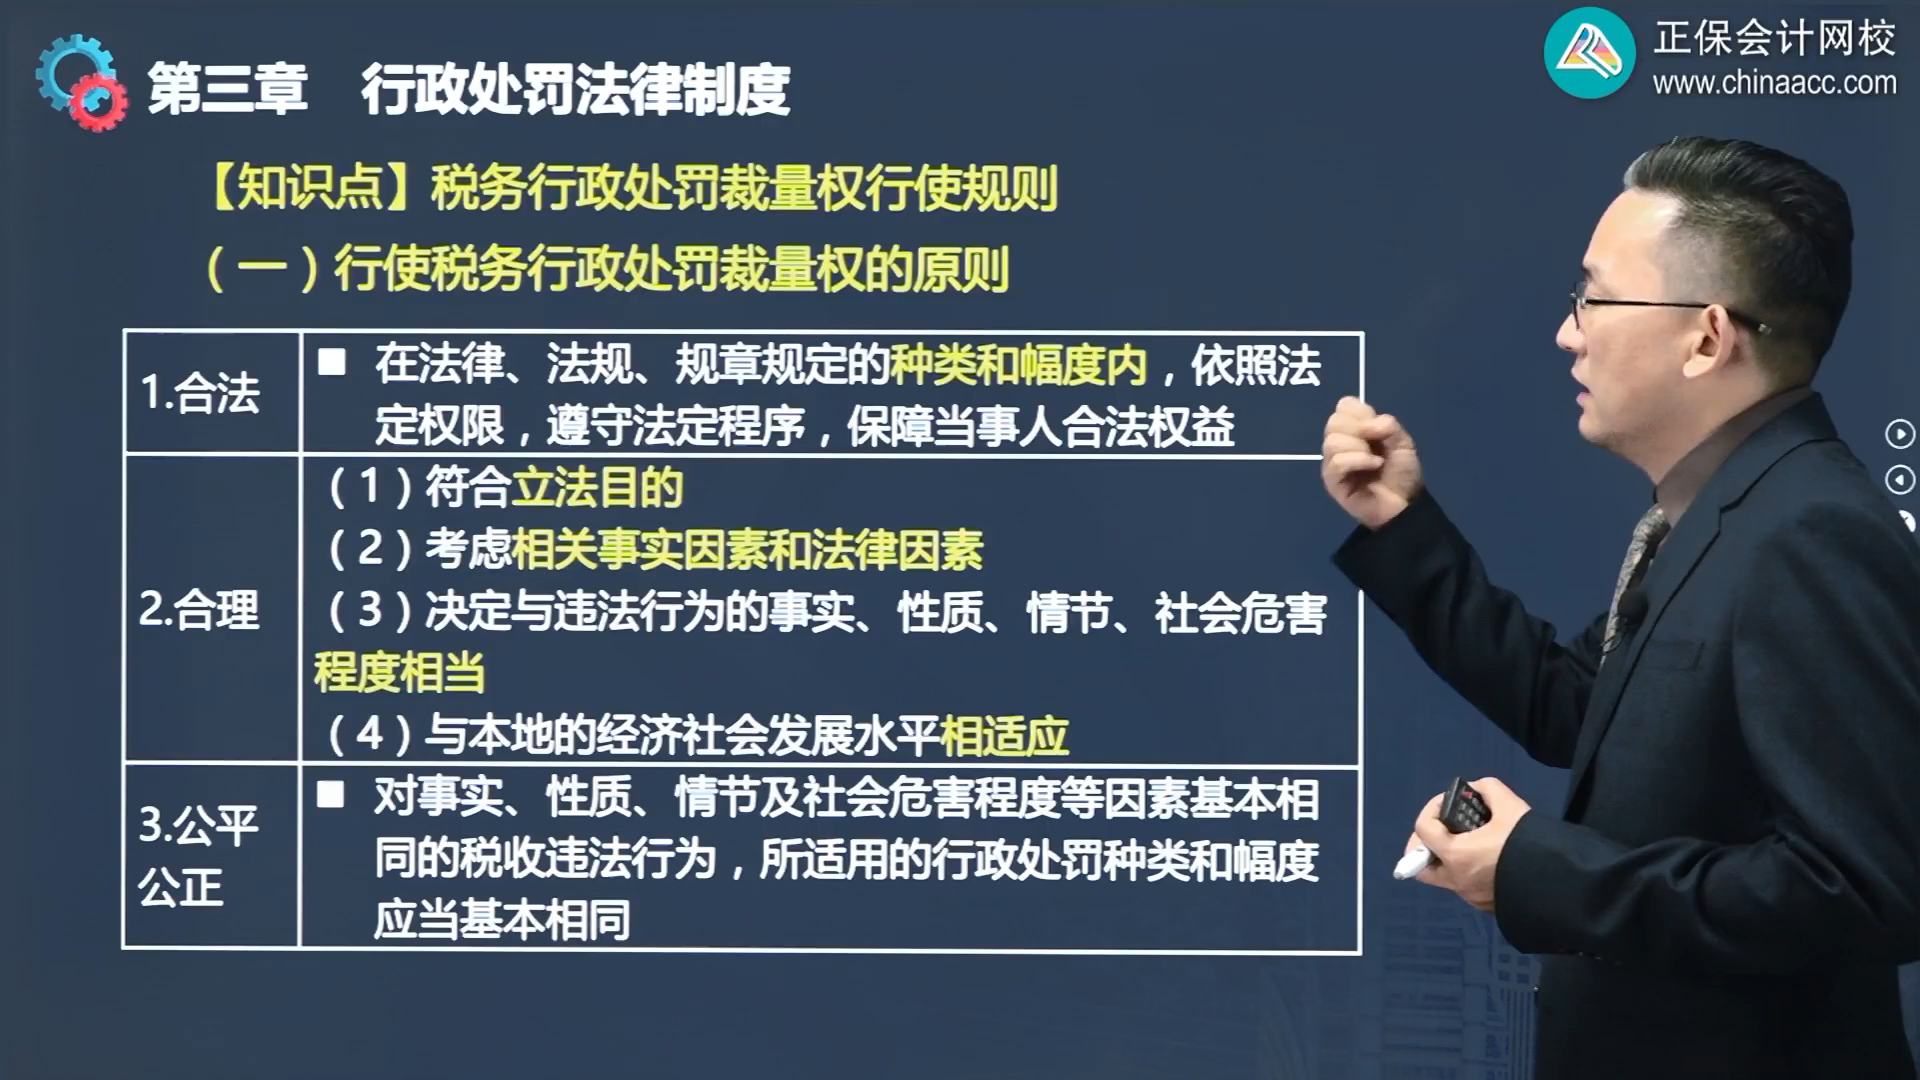 正保会计网校
www.chinaacc.com
第三章 行政处罚法律制度
【知识点】税务行政处罚裁量权行使规则
（一）行使税务行政处罚裁量权的原则
1.合法
■ 在法律、法规、规章规定的种类和幅度内，依照法
定权限，遵守法定程序，保障当事人合法权益
2.合理
（1）符合立法目的
（2）考虑相关事实因素和法律因素
（3）决定与违法行为的事实、性质、情节、社会危害
程度相当
（4）与本地的经济社会发展水平相适应
3.公平
公正
■ 对事实、性质、情节及社会危害程度等因素基本相
同的税收违法行为，所适用的行政处罚种类和幅度
应当基本相同